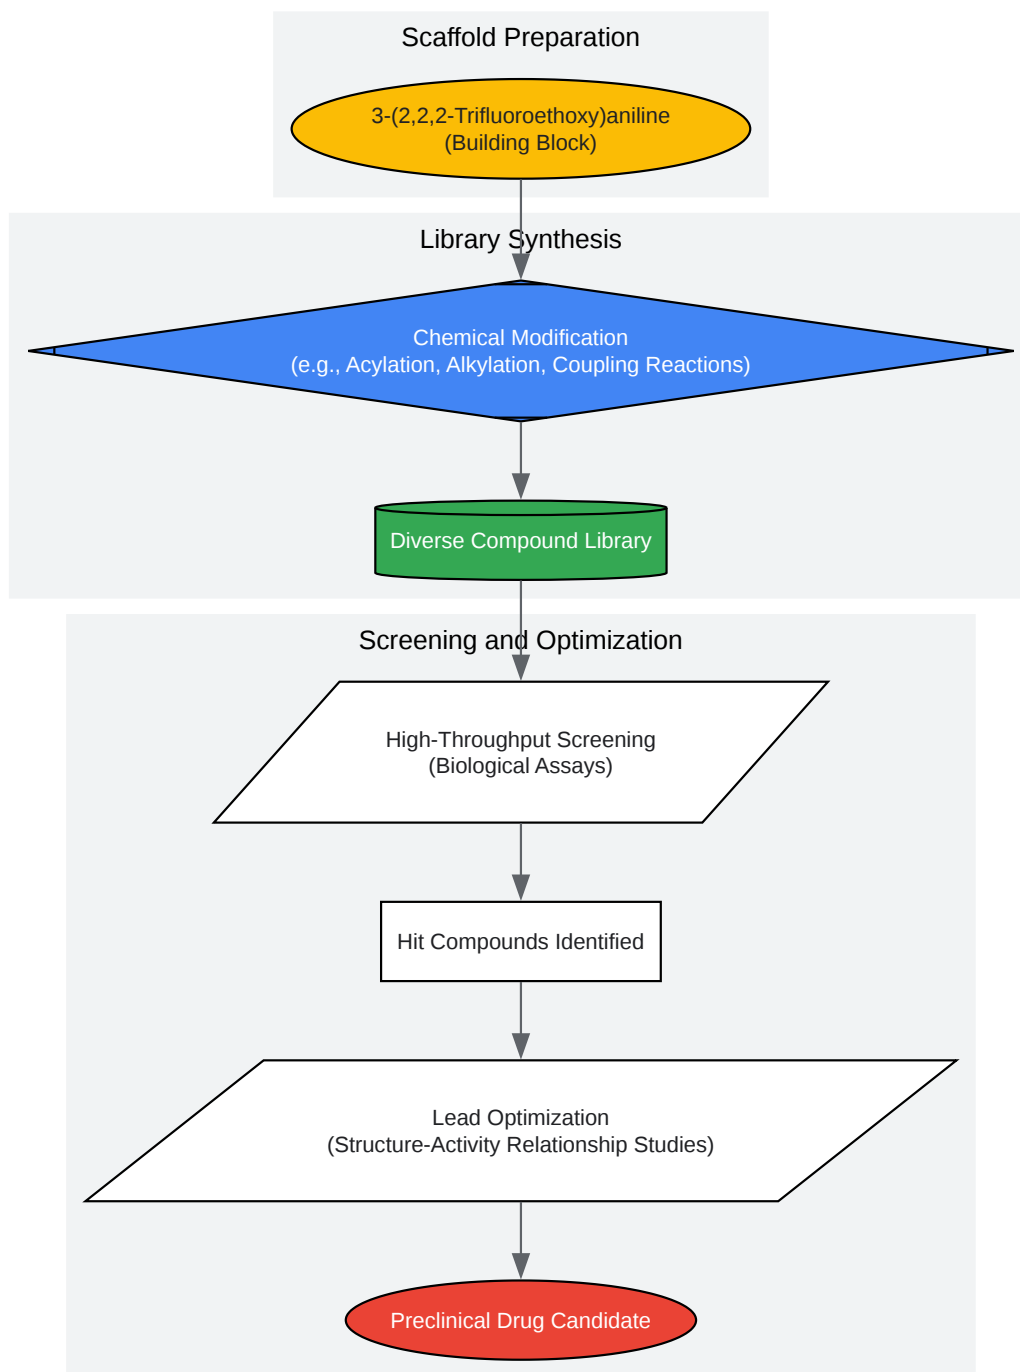 Scaffold Preparation
3-(2,2,2-Trifluoroethoxy)aniline
(Building Block)
Library Synthesis
Chemical Modification
(e.g., Acylation, Alkylation, Coupling Reactions)
Diverse Compound Library
Screening and Optimization
High-Throughput Screening
(Biological Assays)
Hit Compounds Identified
Lead Optimization
(Structure-Activity Relationship Studies)
Preclinical Drug Candidate